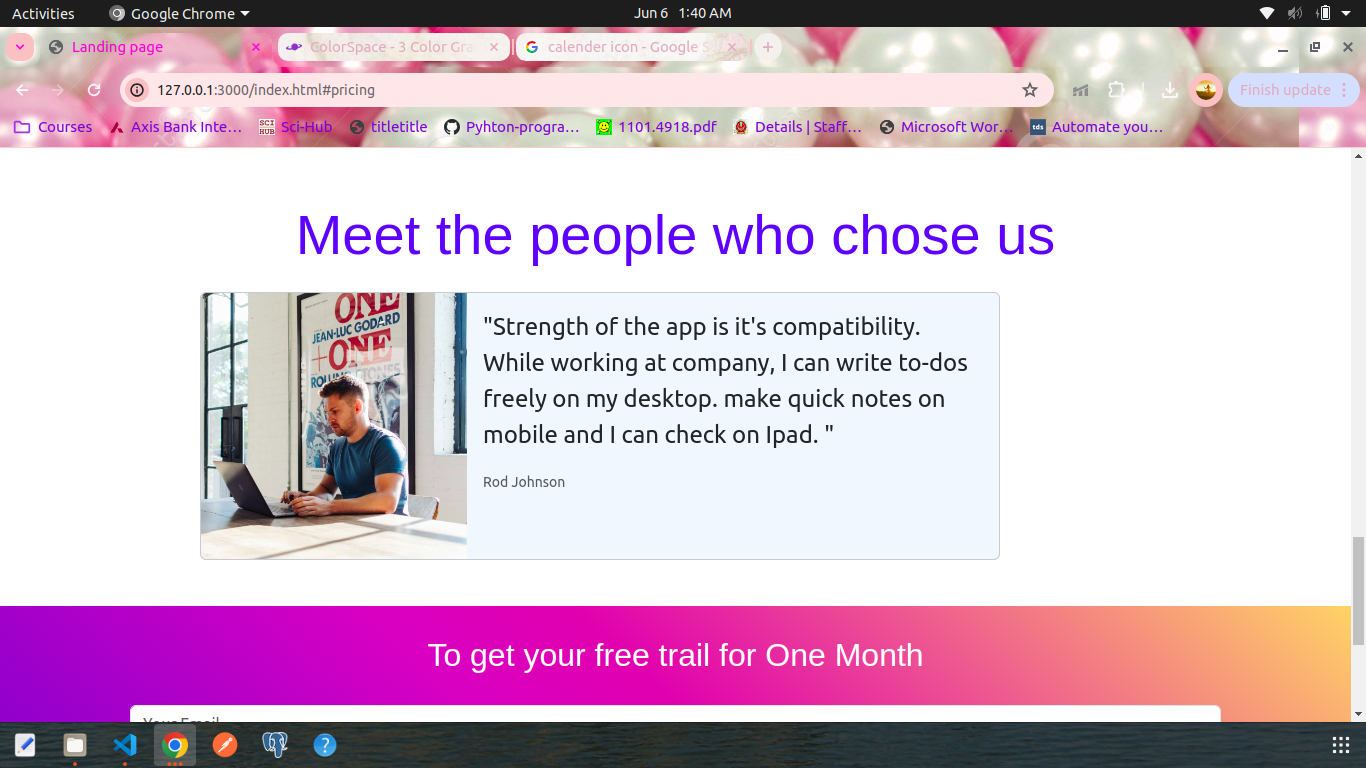 Activities Google Chrome Jun 6 1:40 AM
Landing page ColorSpace - 3 Color Gra calender icon - Google S
127.0.0.1:3000/index.html#pricing Finish update
Courses Axis Bank Inte… SCI HUB Sci-Hub titletitle Pyhton-progra… 1101.4918.pdf Details | Staff… Microsoft Wor… tds Automate you…
Meet the people who chose us
ONE
JEAN-LUC GODARD
+ONE
ROLLING STONES
"Strength of the app is it's compatibility.
While working at company, I can write to-dos
freely on my desktop. make quick notes on
mobile and I can check on Ipad. "
Rod Johnson
To get your free trail for One Month
Your Email